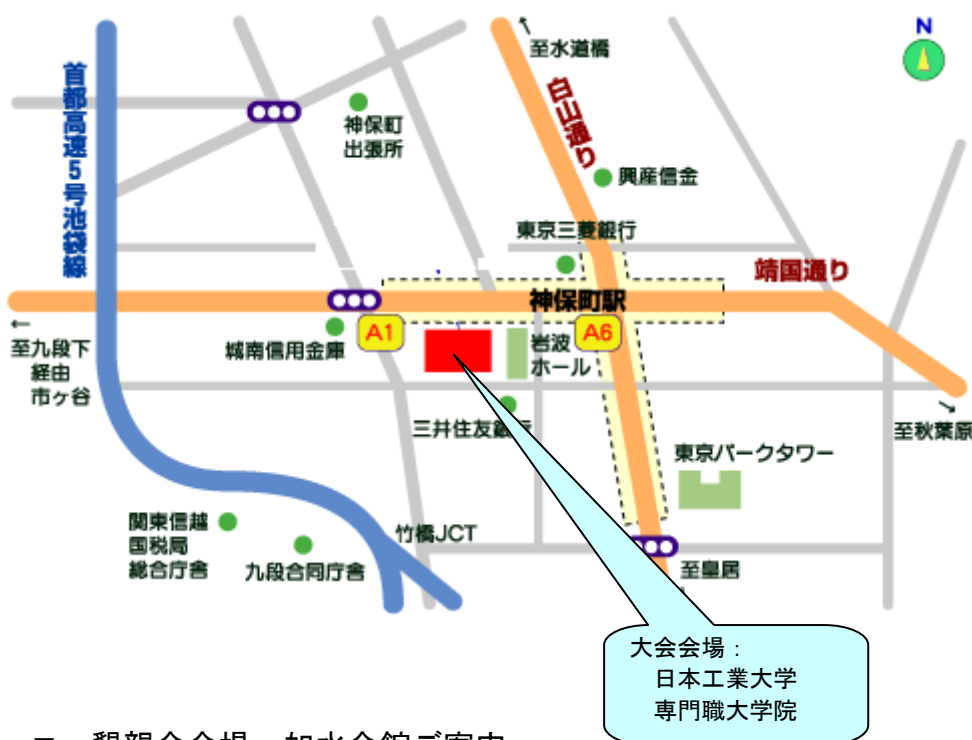 N
至水道橋
首都高速5号池袋線
白山通り
神保町
出張所
興産信金
東京三菱銀行
靖国通り
神保町駅
A1
A6
城南信用金庫
岩波
ホール
至九段下
経由
市ヶ谷
三井住友銀行
至秋葉原
東京パークタワー
関東信越
国税局
総合庁舎
九段合同庁舎
竹橋JCT
至皇居
大会会場：
日本工業大学
専門職大学院